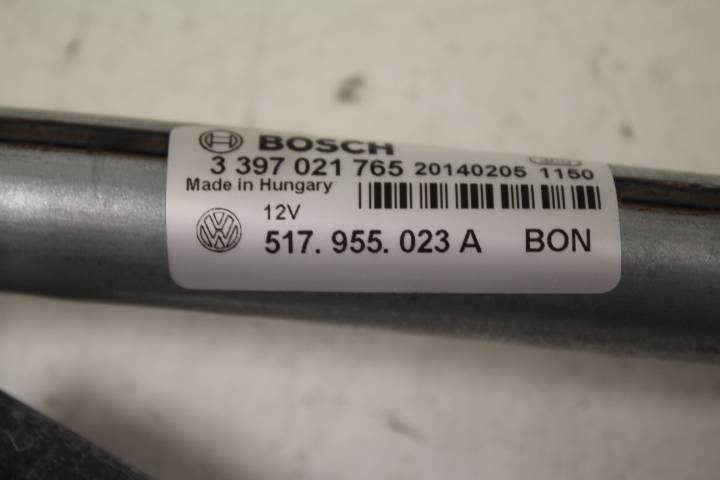 BOSCH
3 397 021 765 20140205 1150
Made in Hungary
12V
517. 955. 023 A BON